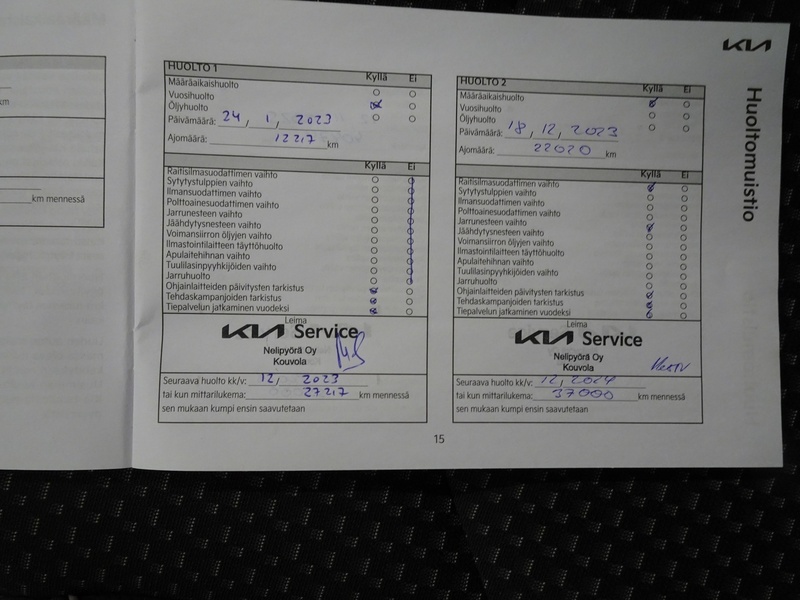 km
km mennessä
KIA
Huoltomuistio
HUOLTO 1
Kyllä Ei
Määräaikaishuolto
Vuosihuolto
Öljyhuolto
Päivämäärä: 24, 1, 2023
Ajomäärä: 12217 km
Kyllä Ei
Raitisilmasuodattimen vaihto
Sytytystulppien vaihto
Ilmansuodattimen vaihto
Polttoainesuodattimen vaihto
Jarrunesteen vaihto
Jäähdytysnesteen vaihto
Voimansiirron öljyjen vaihto
Ilmastointilaitteen täyttöhuolto
Apulaitehihnan vaihto
Tuulilasinpyyhkijöiden vaihto
Jarruhuolto
Ohjainlaitteiden päivitysten tarkistus
Tehdaskampanjoiden tarkistus
Tiepalvelun jatkaminen vuodeksi
Leima
KIA Service
Nelipyörä Oy
Kouvola
Seuraava huolto kk/v: 12, 2023
tai kun mittarilukema: 27217 km mennessä
sen mukaan kumpi ensin saavutetaan
HUOLTO 2
Kyllä Ei
Määräaikaishuolto
Vuosihuolto
Öljyhuolto
Päivämäärä: 18, 12, 2023
Ajomäärä: 22020 km
Kyllä Ei
Raitisilmasuodattimen vaihto
Sytytystulppien vaihto
Ilmansuodattimen vaihto
Polttoainesuodattimen vaihto
Jarrunesteen vaihto
Jäähdytysnesteen vaihto
Voimansiirron öljyjen vaihto
Ilmastointilaitteen täyttöhuolto
Apulaitehihnan vaihto
Tuulilasinpyyhkijöiden vaihto
Jarruhuolto
Ohjainlaitteiden päivitysten tarkistus
Tehdaskampanjoiden tarkistus
Tiepalvelun jatkaminen vuodeksi
Leima
KIA Service
Nelipyörä Oy
Kouvola
Seuraava huolto kk/v: 12, 2024
tai kun mittarilukema: 37000 km mennessä
sen mukaan kumpi ensin saavutetaan
15